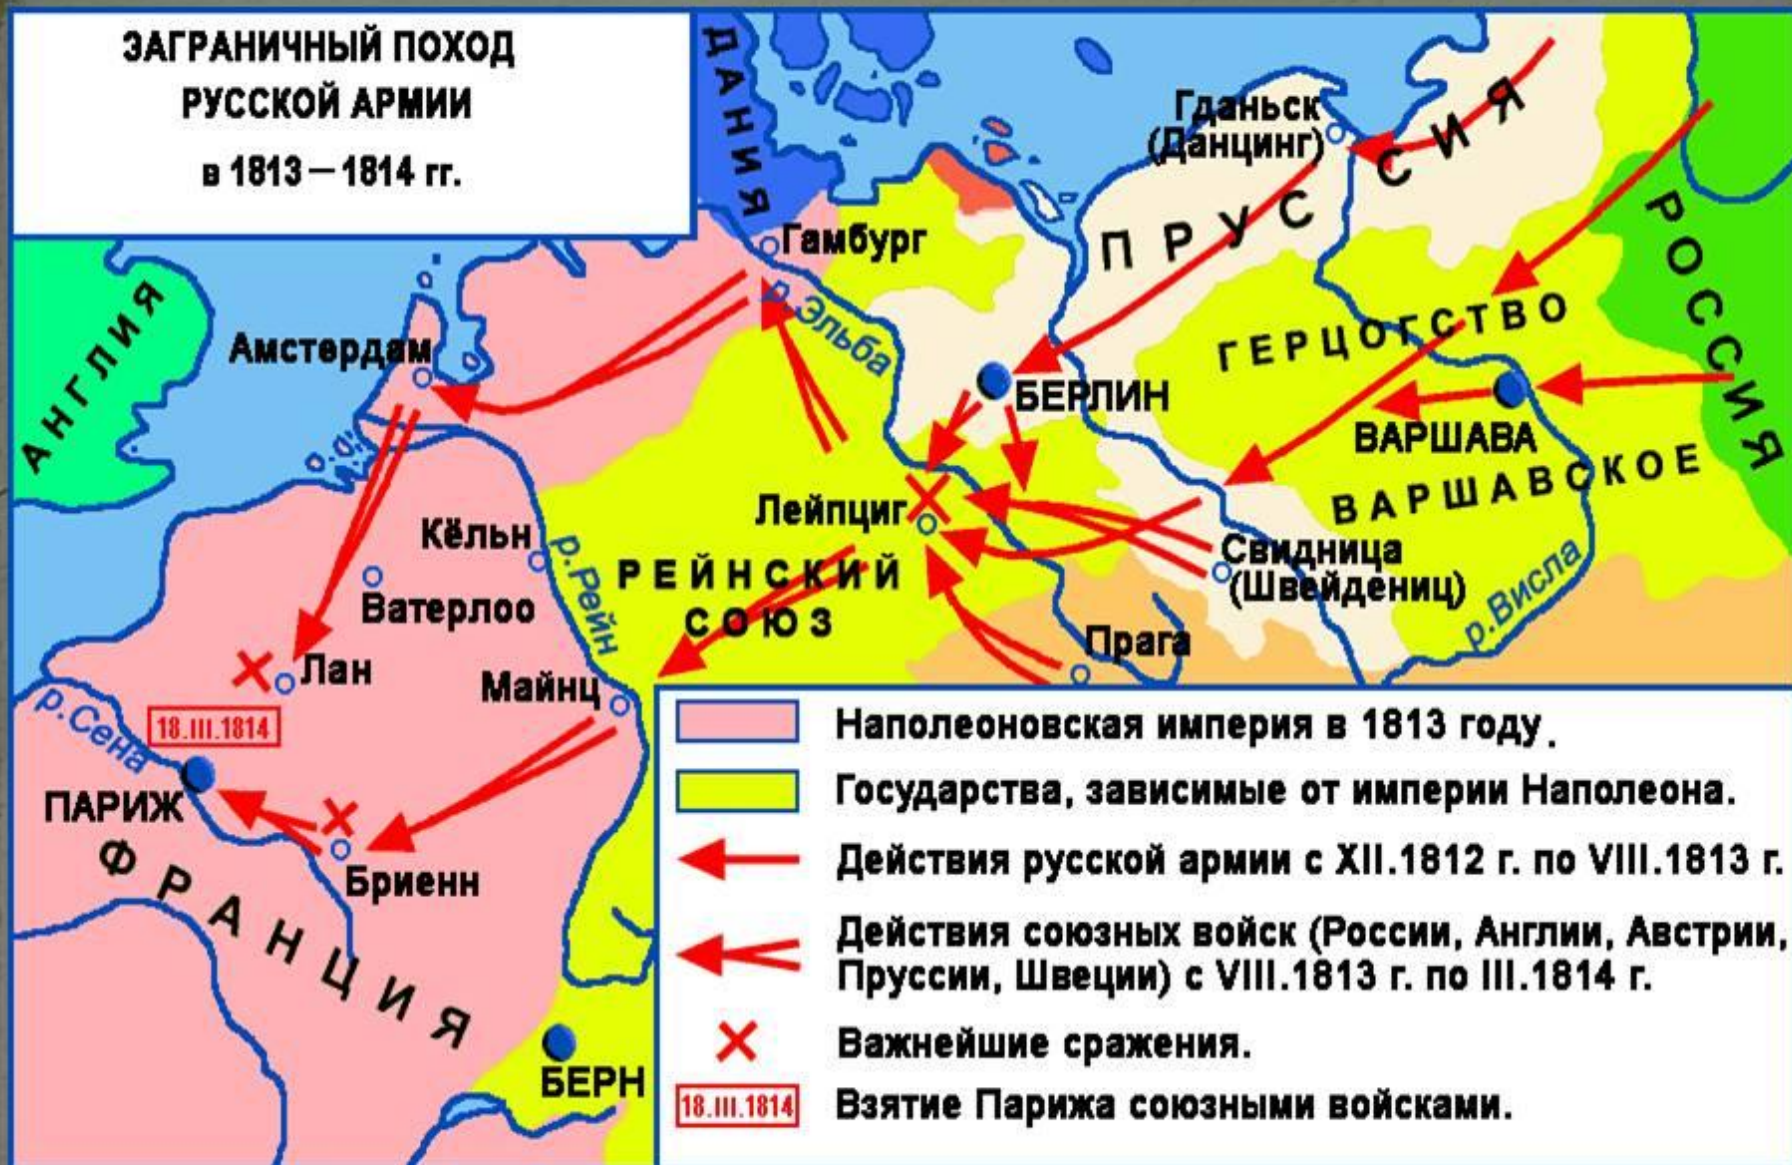 ЗАГРАНИЧНЫЙ ПОХОД
РУССКОЙ АРМИИ
в 1813 – 1814 гг.
ДАНИЯ
Гданьск
(Данцинг)
ПРУССИЯ
РОССИЯ
Гамбург
р.Эльба
АНГЛИЯ
Амстердам
БЕРЛИН
ГЕРЦОГСТВО
ВАРШАВА
ВАРШАВСКОЕ
Лейпциг
Кёльн
р.Рейн
РЕЙНСКИЙ
СОЮЗ
Свидница
(Швейдениц)
р.Висла
Ватерлоо
Прага
Лан
Майнц
р.Сена
18.III.1814
ПАРИЖ
Бриенн
ФРАНЦИЯ
БЕРН
Наполеоновская империя в 1813 году.
Государства, зависимые от империи Наполеона.
Действия русской армии с XII.1812 г. по VIII.1813 г.
Действия союзных войск (России, Англии, Австрии,
Пруссии, Швеции) с VIII.1813 г. по III.1814 г.
Важнейшие сражения.
18.III.1814
Взятие Парижа союзными войсками.